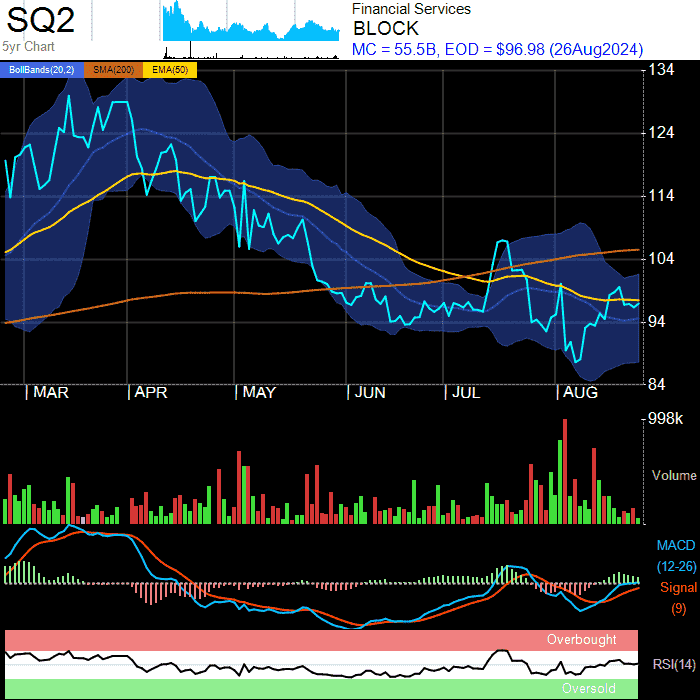 SQ2
5yr Chart
Financial Services
BLOCK
MC = 55.5B, EOD = $96.98 (26Aug2024)
BollBands(20,2) SMA(200) EMA(50)
134
124
114
104
94
84
| MAR | APR | MAY | JUN | JUL | AUG
998k
Volume
MACD
(12-26)
Signal
(9)
Overbought
RSI(14)
Oversold